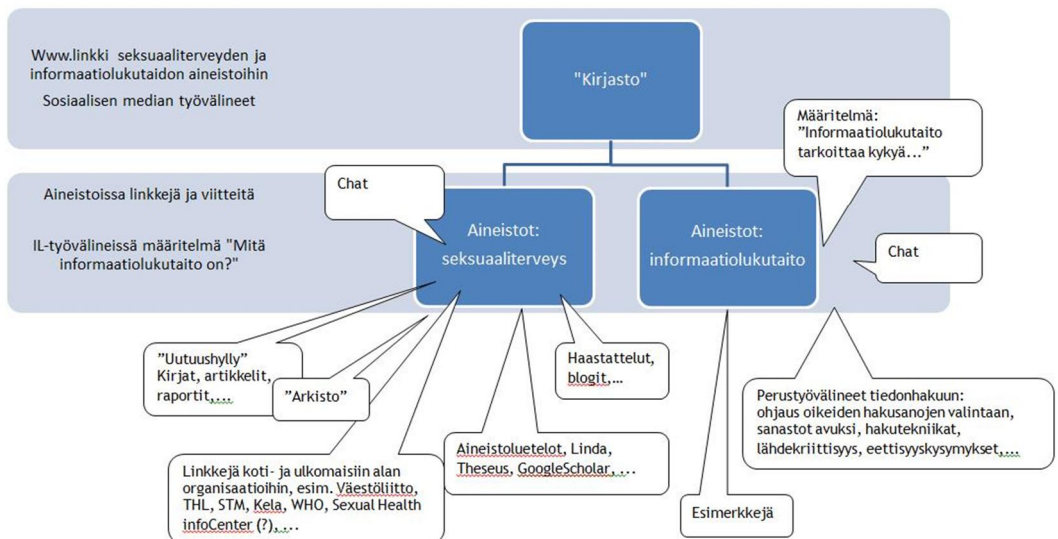 Www.linkki seksuaaliterveyden ja
informaatiolukutaidon aineistoihin
Sosiaalisen median työvälineet
"Kirjasto"
Määritelmä:
”Informaatiolukutaito
tarkoittaa kykyä...”
Aineistoissa linkkejä ja viitteitä
IL-työvälineissä määritelmä "Mitä
informaatiolukutaito on?"
Chat
Aineistot:
seksuaaliterveys
Aineistot:
informaatiolukutaito
Chat
”Uutuushylly”
Kirjat, artikkelit,
raportit,...
”Arkisto”
Haastattelut,
blogit,...
Linkkejä koti- ja ulkomaisiin alan
organisaatioihin, esim. Väestöliitto,
THL, STM, Kela, WHO, Sexual Health
infoCenter (?), ...
Aineistoluetelot, Linda,
Theseus, GoogleScholar, ...
Esimerkkejä
Perustyövälineet tiedonhakuun:
ohjaus oikeiden hakusanojen valintaan,
sanastot avuksi, hakutekniikat,
lähdekriittisyys, eettisyyskysymykset,...